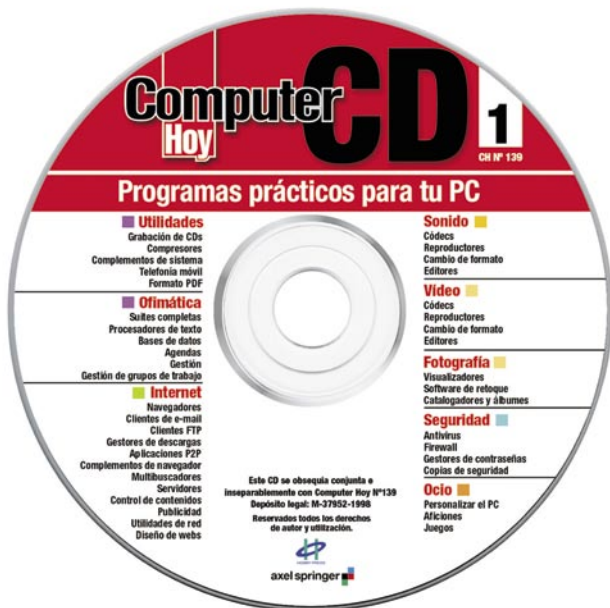 Computer
Hoy
CD
1
CH Nº 139
Programas prácticos para tu PC
Utilidades
Grabación de CDs
Compresores
Complementos de sistema
Telefonía móvil
Formato PDF
Ofimática
Suites completas
Procesadores de texto
Bases de datos
Agendas
Gestión
Gestión de grupos de trabajo
Internet
Navegadores
Clientes de e-mail
Clientes FTP
Gestores de descargas
Aplicaciones P2P
Complementos de navegador
Multibuscadores
Servidores
Control de contenidos
Publicidad
Utilidades de red
Diseño de webs
Sonido
Códecs
Reproductores
Cambio de formato
Editores
Vídeo
Códecs
Reproductores
Cambio de formato
Editores
Fotografía
Visualizadores
Software de retoque
Catalogadores y álbumes
Seguridad
Antivirus
Firewall
Gestores de contraseñas
Copias de seguridad
Ocio
Personalizar el PC
Aficiones
Juegos
Este CD se obsequia conjunta e
inseparablemente con Computer Hoy Nº139
Depósito legal: M-37952-1998
Reservados todos los derechos
de autor y utilización.
HOBBY PRESS
axel springer